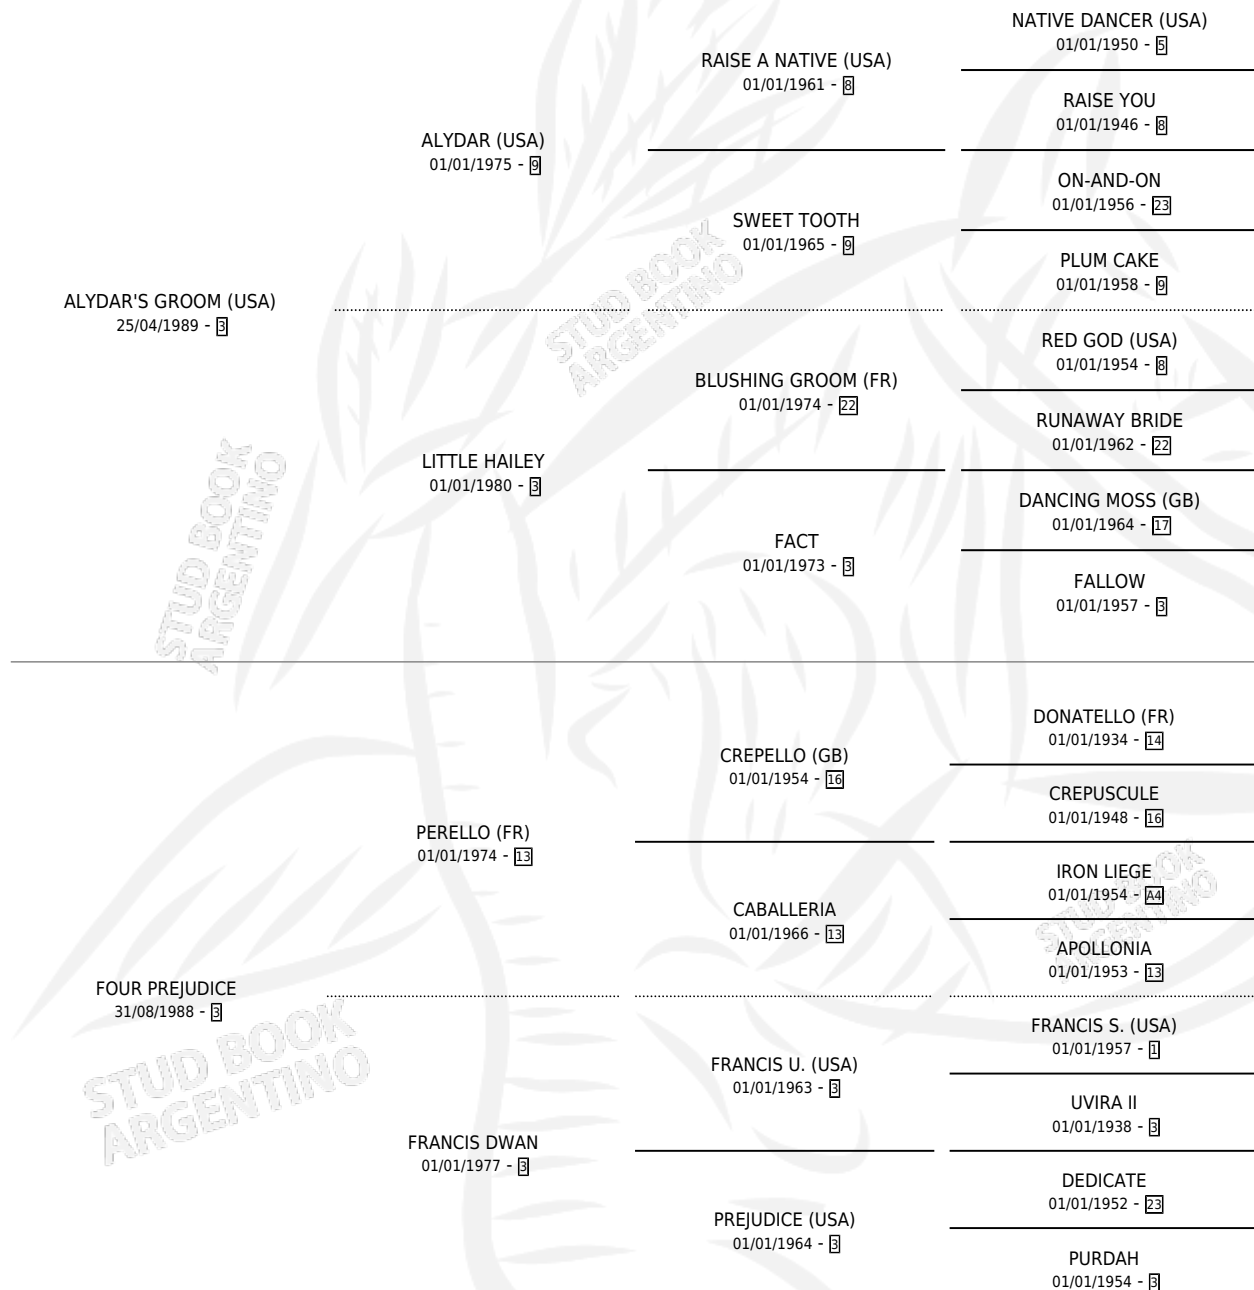 NATIVE DANCER (USA)
01/01/1950 - 5
RAISE A NATIVE (USA)
01/01/1961 - 8
RAISE YOU
01/01/1946 - 8
ALYDAR (USA)
01/01/1975 - 9
ON-AND-ON
01/01/1956 - 23
SWEET TOOTH
01/01/1965 - 9
PLUM CAKE
01/01/1958 - 9
ALYDAR'S GROOM (USA)
25/04/1989 - 3
STUD BOOK
ARGENTINO
RED GOD (USA)
01/01/1954 - 8
BLUSHING GROOM (FR)
01/01/1974 - 22
RUNAWAY BRIDE
01/01/1962 - 22
LITTLE HAILEY
01/01/1980 - 3
DANCING MOSS (GB)
01/01/1964 - 17
FACT
01/01/1973 - 3
FALLOW
01/01/1957 - 3
STUD BOOK
ARGENTINO
DONATELLO (FR)
01/01/1934 - 14
CREPELLO (GB)
01/01/1954 - 16
CREPUSCULE
01/01/1948 - 16
PERELLO (FR)
01/01/1974 - 13
IRON LIEGE
01/01/1954 - A4
CABALLERIA
01/01/1966 - 13
APOLLONIA
01/01/1953 - 13
STUD BOOK
ARGENTINO
FOUR PREJUDICE
31/08/1988 - 3
FRANCIS S. (USA)
01/01/1957 - 1
FRANCIS U. (USA)
01/01/1963 - 3
UVIRA II
01/01/1938 - 3
STUD BOOK
ARGENTINO
FRANCIS DWAN
01/01/1977 - 3
DEDICATE
01/01/1952 - 23
PREJUDICE (USA)
01/01/1964 - 3
PURDAH
01/01/1954 - 3